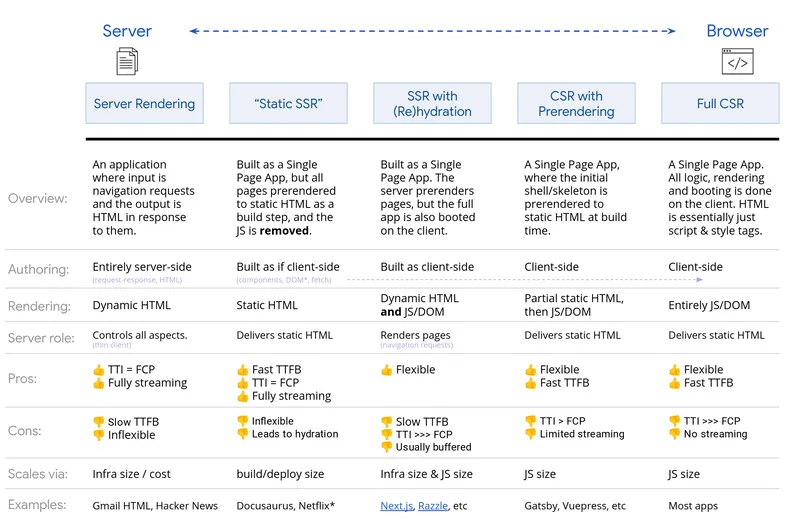 Server
Browser
Server Rendering
“Static SSR”
SSR with
(Re)hydration
CSR with
Prerendering
Full CSR
Overview:
An application
where input is
navigation requests
and the output is
HTML in response
to them.
Built as a Single
Page App, but all
pages prerendered
to static HTML as a
build step, and the
JS is removed.
Built as a Single
Page App. The
server prerenders
pages, but the full
app is also booted
on the client.
A Single Page App,
where the initial
shell/skeleton is
prerendered to
static HTML at build
time.
A Single Page App.
All logic, rendering
and booting is done
on the client. HTML
is essentially just
script & style tags.
Authoring:
Entirely server-side
(request-response, HTML)
Built as if client-side
(components, DOM*, fetch)
Built as client-side
Client-side
Client-side
Rendering:
Dynamic HTML
Static HTML
Dynamic HTML
and JS/DOM
Partial static HTML,
then JS/DOM
Entirely JS/DOM
Server role:
Controls all aspects.
(thin client)
Delivers static HTML
Renders pages
(navigation requests)
Delivers static HTML
Delivers static HTML
Pros:
👍 TTI = FCP
👍 Fully streaming
👍 Fast TTFB
👍 TTI = FCP
👍 Fully streaming
👍 Flexible
👍 Flexible
👍 Fast TTFB
👍 Flexible
👍 Fast TTFB
Cons:
👎 Slow TTFB
👎 Inflexible
👎 Inflexible
👎 Leads to hydration
👎 Slow TTFB
👎 TTI >>> FCP
👎 Usually buffered
👎 TTI > FCP
👎 Limited streaming
👎 TTI >>> FCP
👎 No streaming
Scales via:
Infra size / cost
build/deploy size
Infra size & JS size
JS size
JS size
Examples:
Gmail HTML, Hacker News
Docusaurus, Netflix*
Next.js, Razzle, etc
Gatsby, Vuepress, etc
Most apps